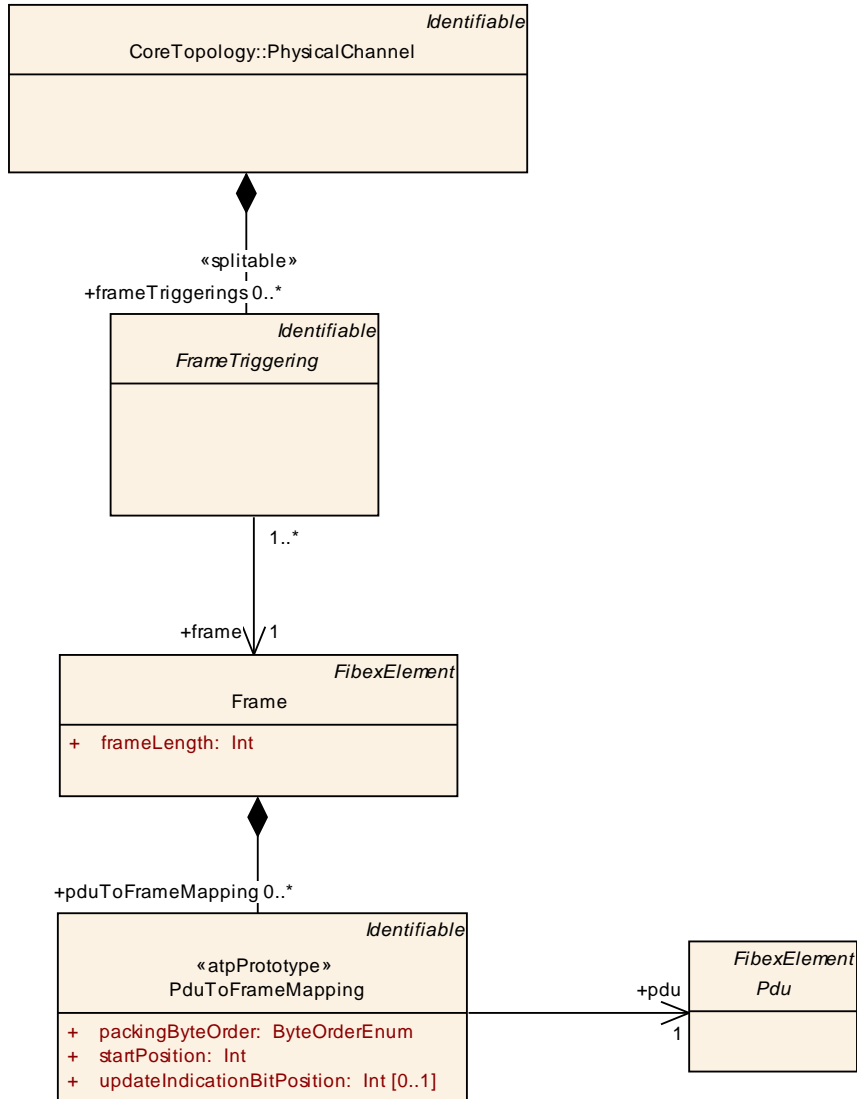 Identifiable
CoreTopology::PhysicalChannel
«splitable»
+frameTriggerings 0..*
Identifiable
FrameTriggering
1..*
+frame 1
FibexElement
Frame
+ frameLength: Int
+pduToFrameMapping 0..*
Identifiable
«atpPrototype»
PduToFrameMapping
+ packingByteOrder: ByteOrderEnum
+ startPosition: Int
+ updateIndicationBitPosition: Int [0..1]
+pdu
1
FibexElement
Pdu